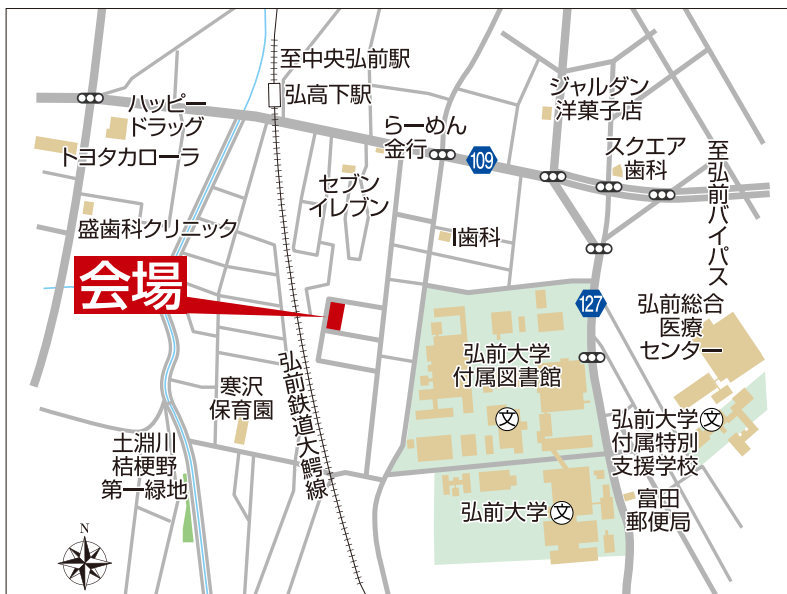 至中央弘前駅
弘高下駅
ハッピー
ドラッグ
トヨタカローラ
盛歯科クリニック
らーめん
金行
セブン
イレブン
109
ジャルダン
洋菓子店
スクエア
歯科
至弘前バイパス
I歯科
会場
127
弘前総合
医療
センター
弘前大学
付属図書館
文
寒沢
保育園
弘前鉄道大鰐線
土淵川
桔梗野
第一緑地
弘前大学
付属特別
支援学校
文
弘前大学
文
富田
郵便局
N